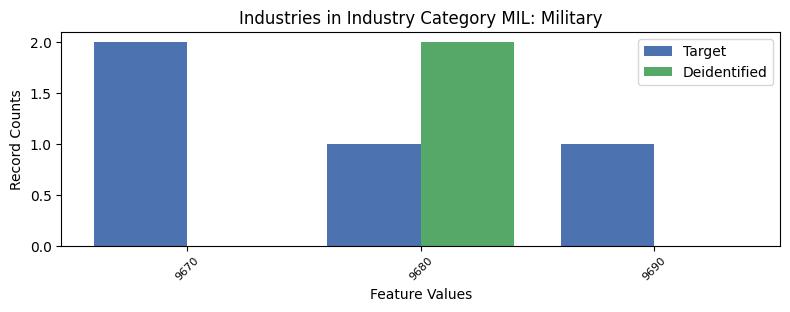 Industries in Industry Category MIL: Military
Target
Deidentified
2.0
1.5
1.0
0.5
0.0
Record Counts
9670
9680
9690
Feature Values